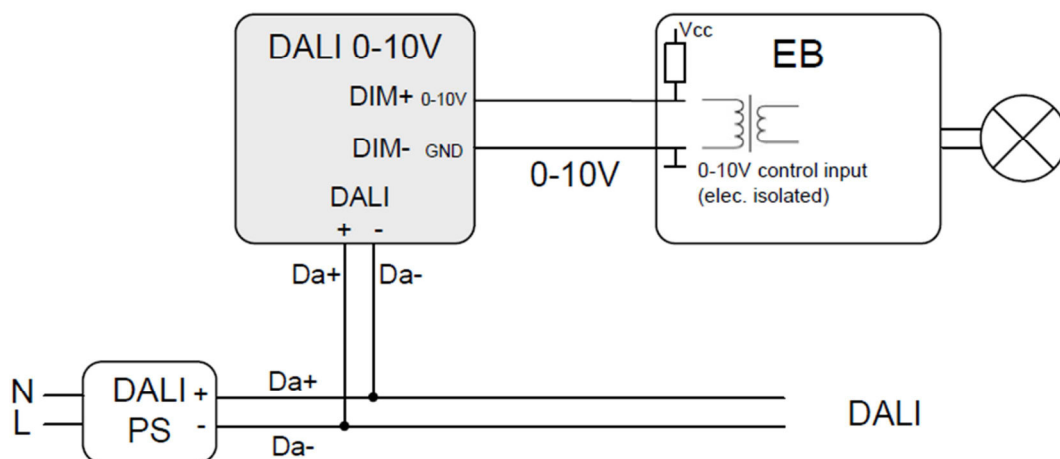 DALI 0-10V
DIM+ 0-10V
DIM- GND
DALI
+ -
Da+ Da-
Vcc
EB
0-10V control input
(elec. isolated)
0-10V
N
L
DALI +
PS -
Da+
Da-
DALI